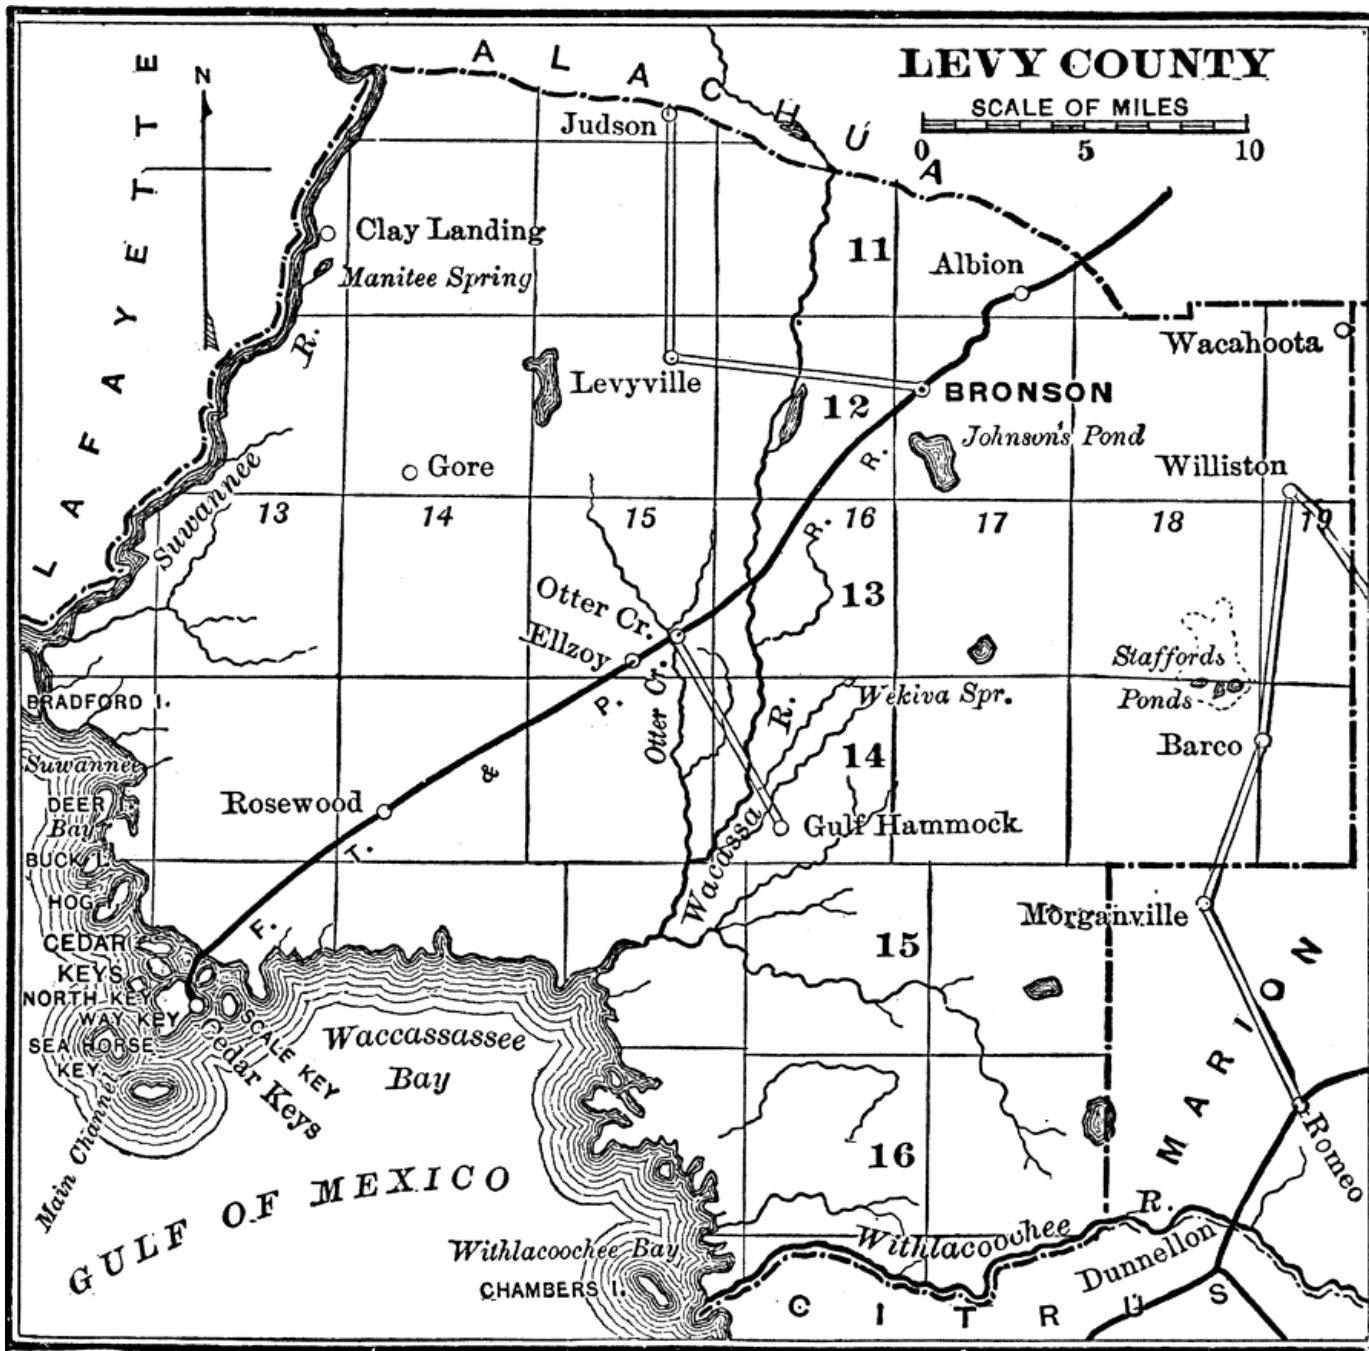 LEVY COUNTY
SCALE OF MILES
0 5 10
N
ALACHUA
LAFAYETTE
Judson
Clay Landing
Manitee Spring
R.
11
Albion
Wacahoota
Levyville
BRONSON
12
Johnson's Pond
R.
Gore
Williston
Suwannee
13 14 15 16 17 18 19
R.
Otter Cr.
13
Ellzoy
Otter Cr.
Staffords
Ponds
Wekiva Spr.
BRADFORD I.
P.
R.
14
Barco
Suwannee
&
DEER I.
Bay
Rosewood
Gulf Hammock
T.
BUCK I.
HOG I.
Wacassa
Morganville
F.
CEDAR
KEYS
15
NORTH KEY
WAY KEY
SEA HORSE
KEY
SCALE KEY
Cedar Keys
Waccassassee
Bay
MARION
Main Channel
16
Romeo
GULF OF MEXICO
R.
Withlacoochee
Withlacoochee Bay
Dunnellon
CHAMBERS I.
CITRUS